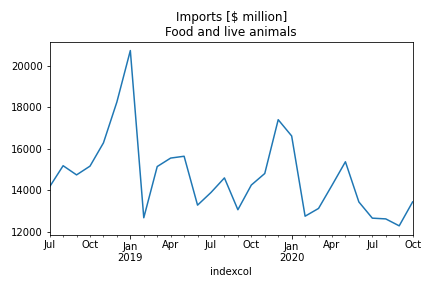 Imports [$ million]
Food and live animals
20000
18000
16000
14000
12000
Jul Oct Jan Apr Jul Oct Jan Apr Jul Oct
2019 2020
indexcol